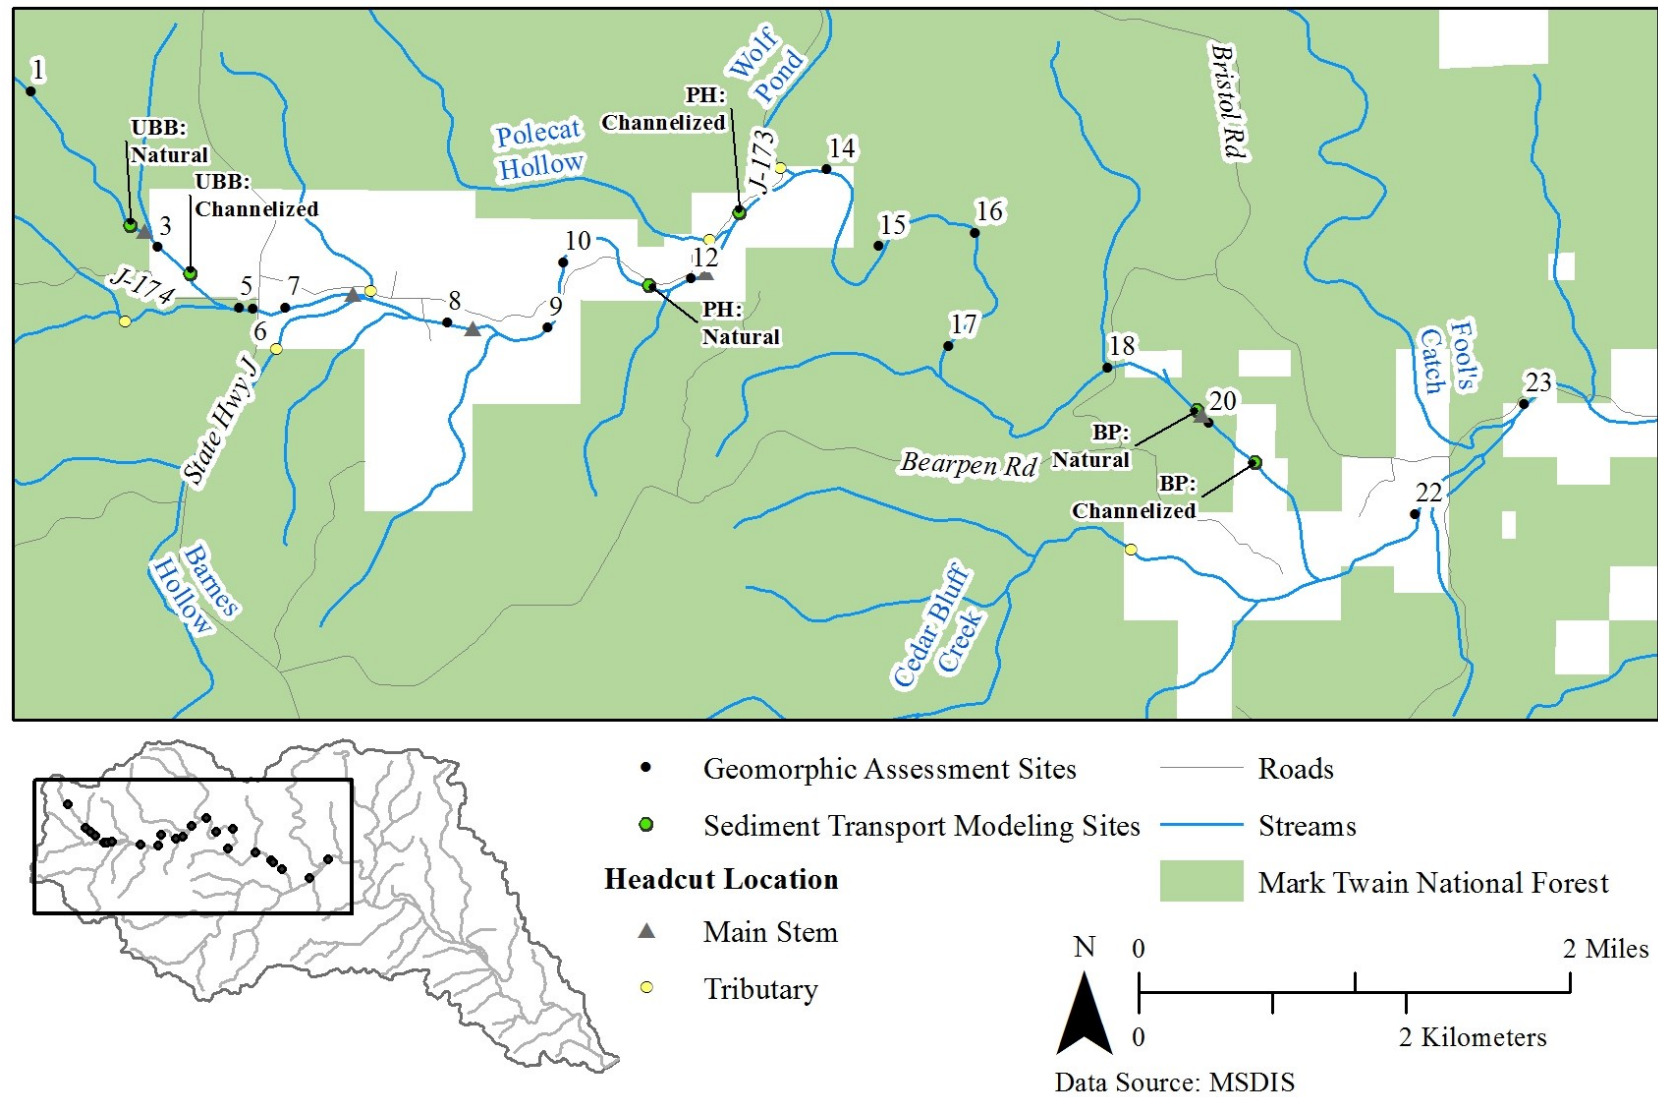 1
UBB:
Natural
UBB:
Channelized
3
J-174
5
6
7
State Hwy J
Barnes
Hollow
8
9
10
Polecat
Hollow
PH:
Channelized
Wolf
Pond
J-173
12
PH:
Natural
14
15
16
17
18
Bristol Rd
20
BP:
Natural
Bearpen Rd
BP:
Channelized
Cedar Bluff
Creek
22
Fool's
Catch
23
Geomorphic Assessment Sites
Sediment Transport Modeling Sites
Headcut Location
Main Stem
Tributary
Roads
Streams
Mark Twain National Forest
N
0
2 Miles
0
2 Kilometers
Data Source: MSDIS